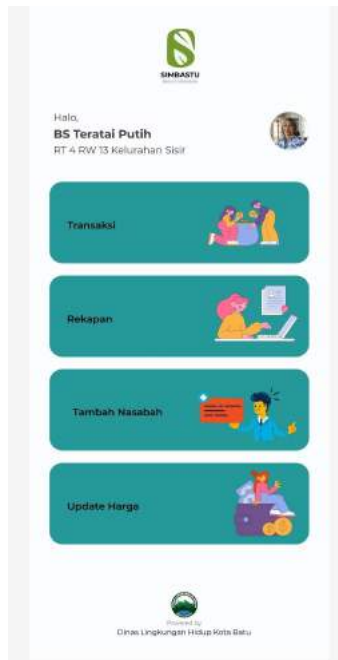 SIMBASTU
Halo,
BS Teratai Putih
RT 4 RW 13 Kelurahan Sisir
Transaksi
Rekapan
Tambah Nasabah
Update Harga
Powered by
Dinas Lingkungan Hidup Kota Batu